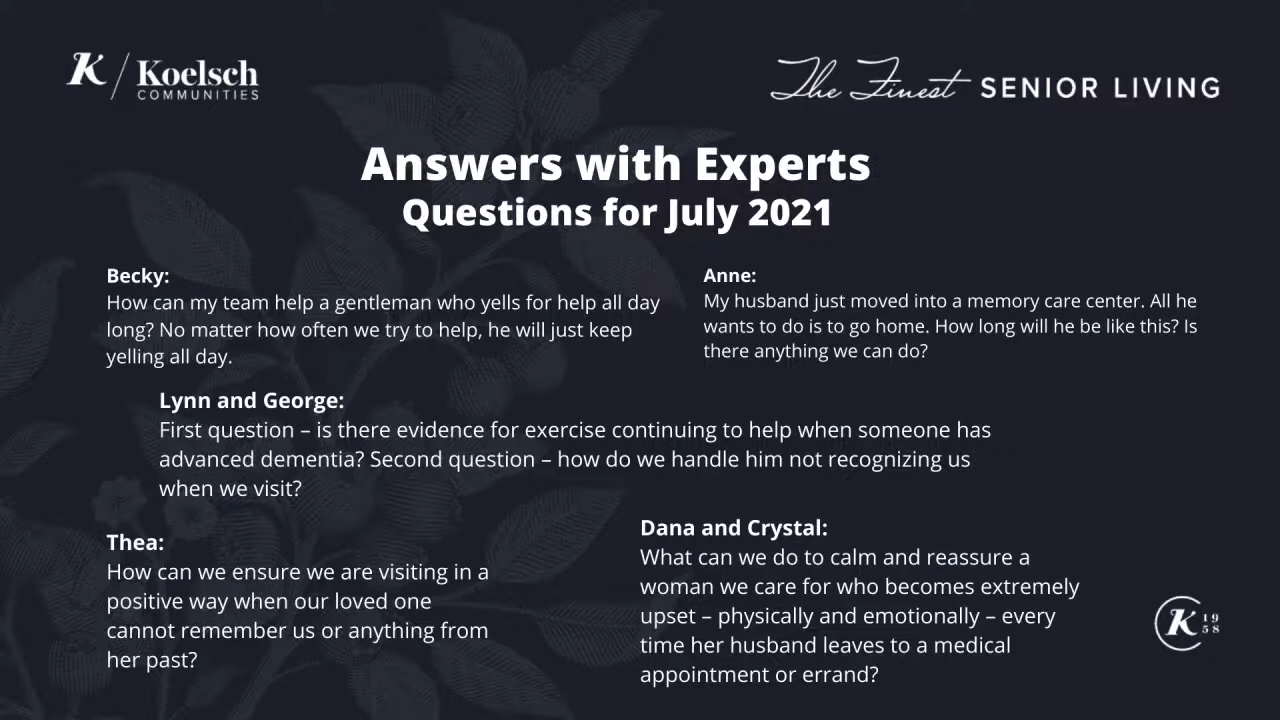 K / Koelsch
COMMUNITIES
The Finest SENIOR LIVING
Answers with Experts
Questions for July 2021
Becky:
How can my team help a gentleman who yells for help all day
long? No matter how often we try to help, he will just keep
yelling all day.
Anne:
My husband just moved into a memory care center. All he
wants to do is to go home. How long will he be like this? Is
there anything we can do?
Lynn and George:
First question – is there evidence for exercise continuing to help when someone has
advanced dementia? Second question – how do we handle him not recognizing us
when we visit?
Thea:
How can we ensure we are visiting in a
positive way when our loved one
cannot remember us or anything from
her past?
Dana and Crystal:
What can we do to calm and reassure a
woman we care for who becomes extremely
upset – physically and emotionally – every
time her husband leaves to a medical
appointment or errand?
K 19
58